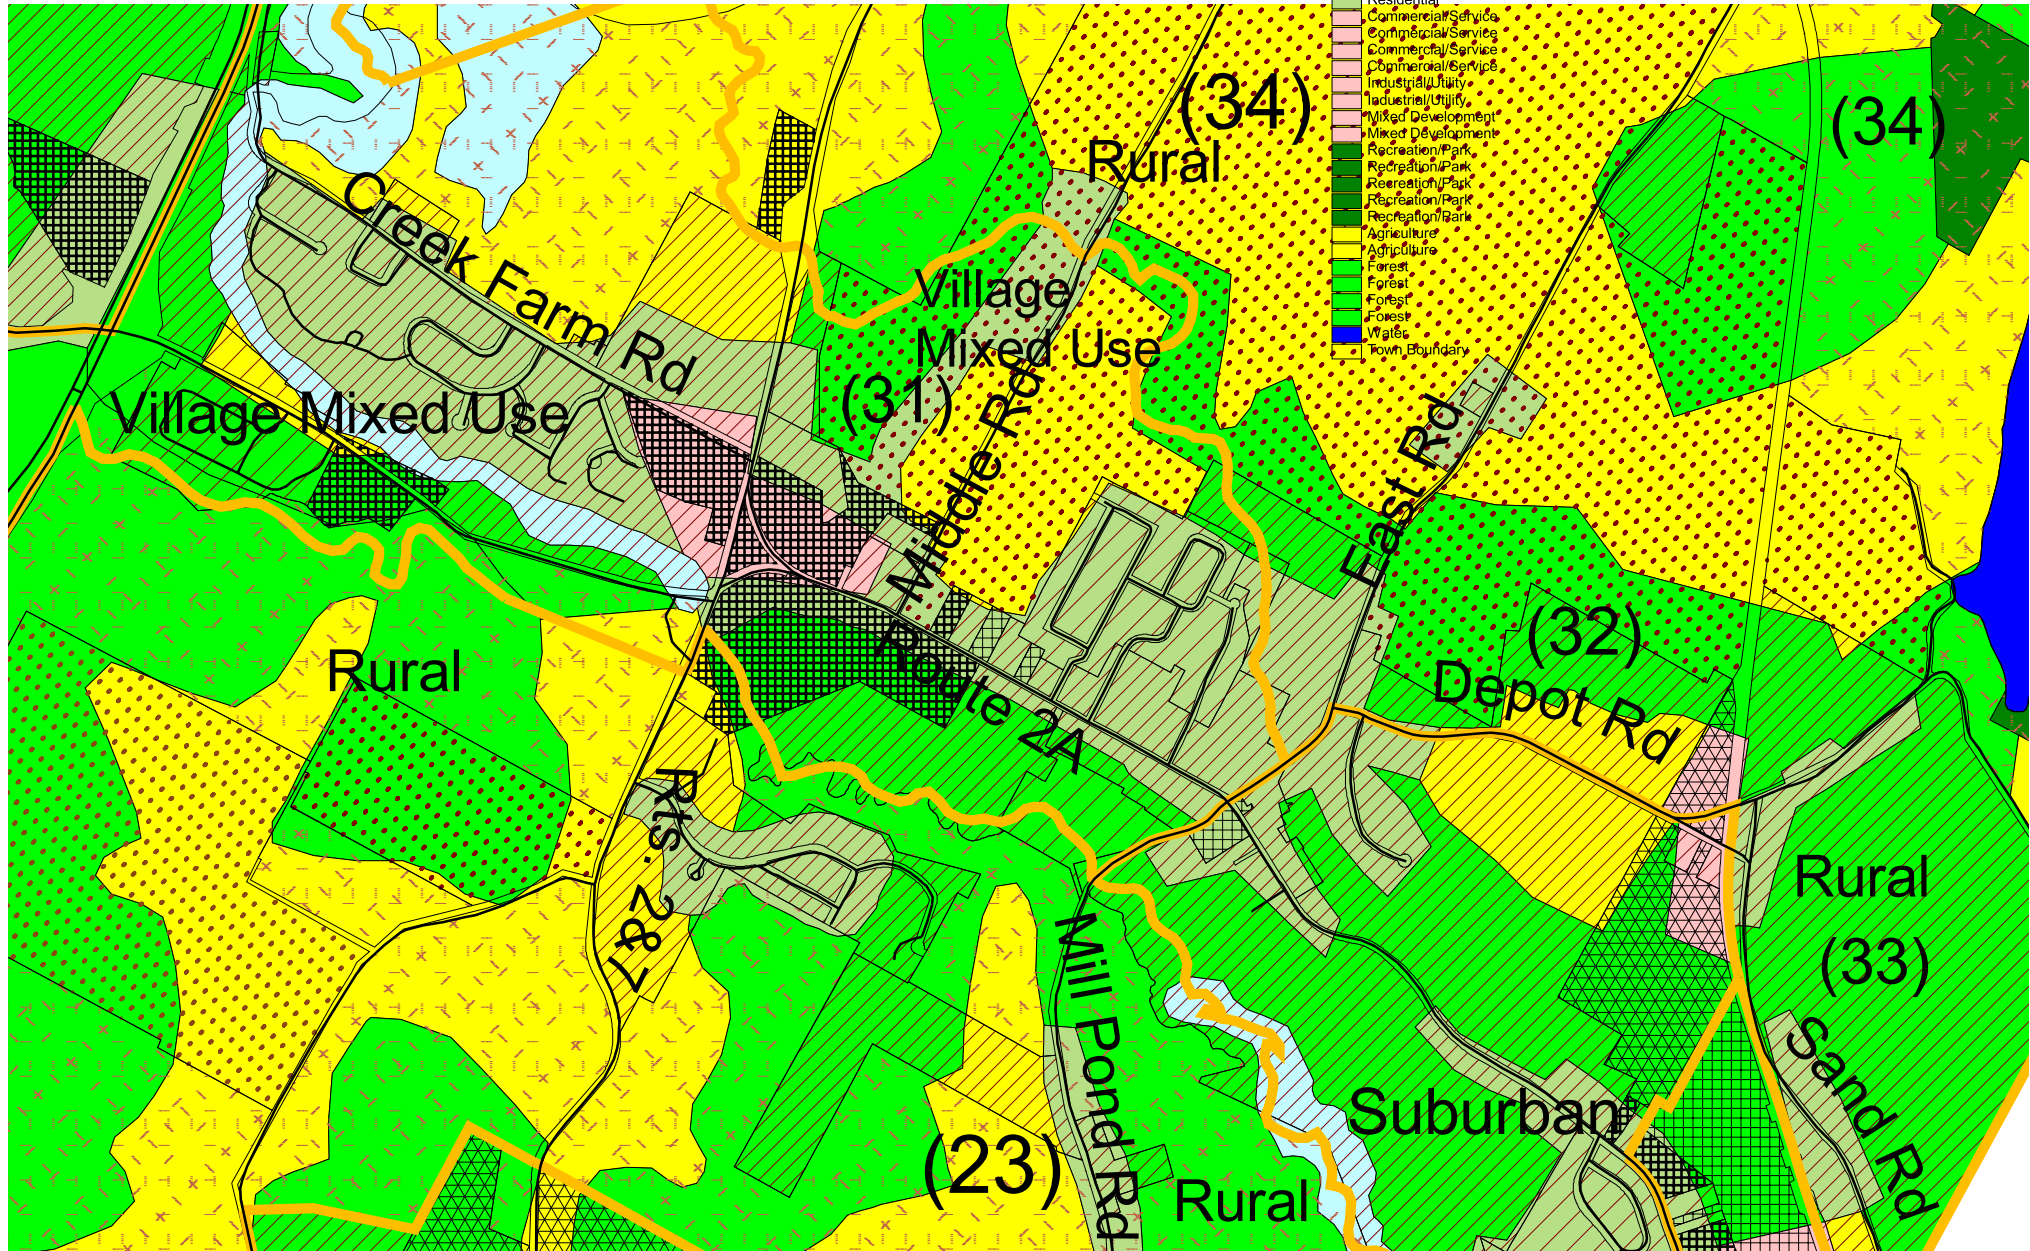 Residential
Commercial/Service
Commercial/Service
Commercial/Service
Commercial/Service
Industrial/Utility
Industrial/Utility
Mixed Development
Mixed Development
Recreation/Park
Recreation/Park
Recreation/Park
Recreation/Park
Recreation/Park
Agriculture
Agriculture
Forest
Forest
Forest
Forest
Water
Town Boundary
(34)
(34)
Rural
Creek Farm Rd
Village
Mixed Use
(31)
Village Mixed Use
Middle Rd
East Rd
(32)
Rural
Route 2A
Depot Rd
Rts. 2&7
Rural
(33)
Mill Pond Rd
Sand Rd
Suburban
(23)
Rural